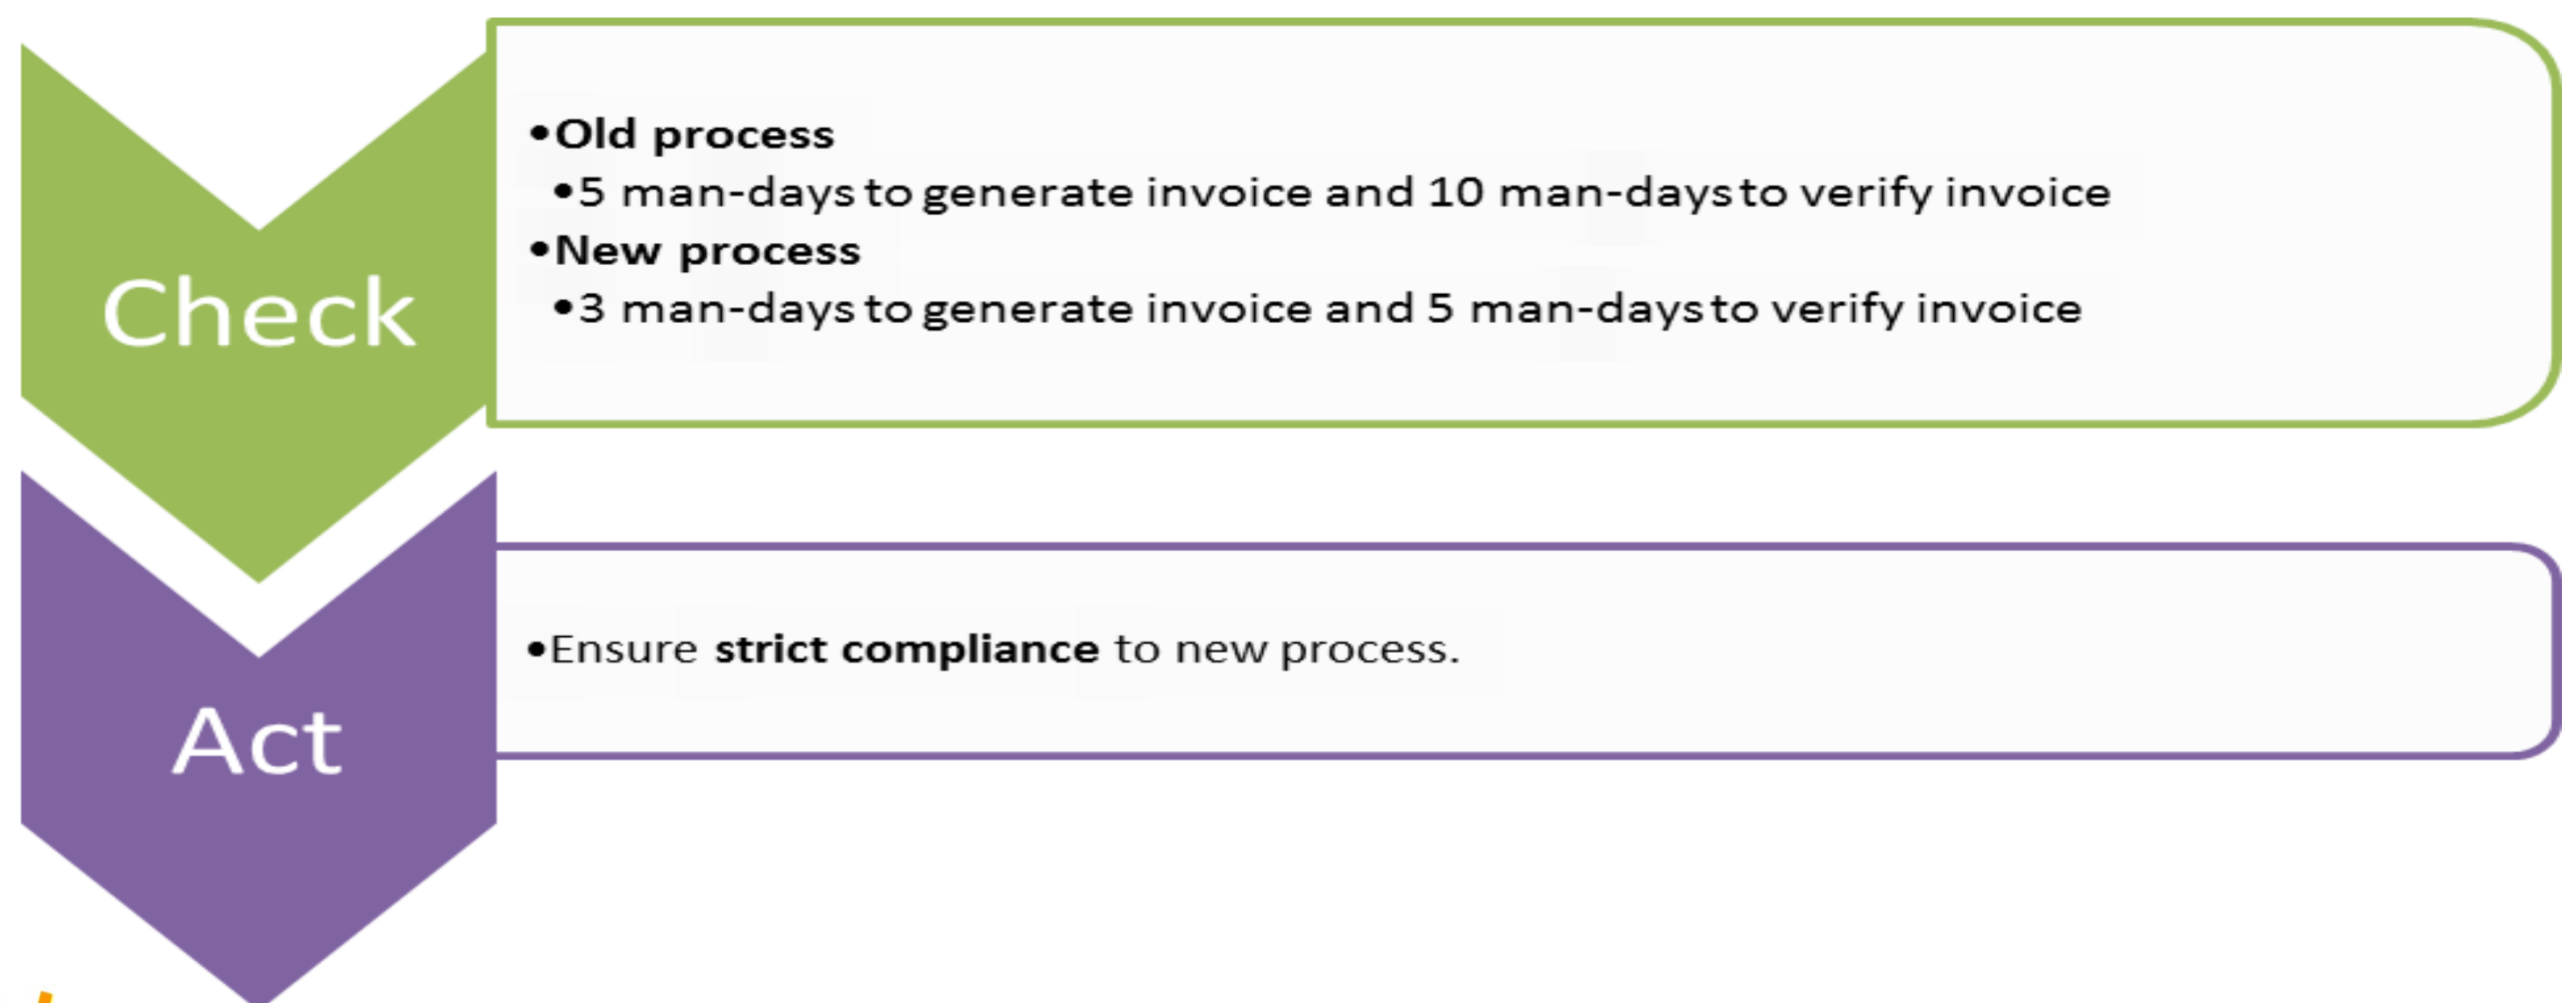 Check
•Old process
•5 man-days to generate invoice and 10 man-days to verify invoice
•New process
•3 man-days to generate invoice and 5 man-days to verify invoice
Act
•Ensure strict compliance to new process.